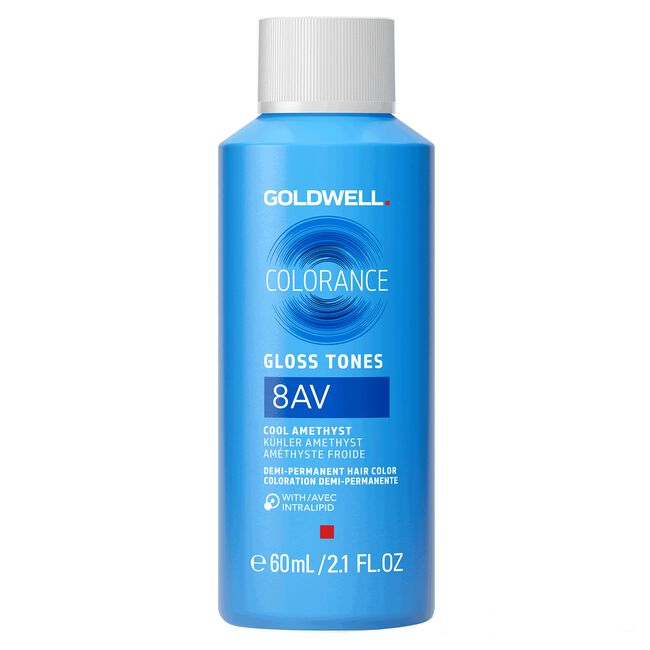 GOLDWELL.
COLORANCE
GLOSS TONES
8AV
COOL AMETHYST
KÜHLER AMETHYST
AMÉTHYSTE FROIDE
DEMI-PERMANENT HAIR COLOR
COLORATION DEMI-PERMANENTE
WITH/AVEC
INTRALIPID
℮ 60mL/2.1 FL.OZ